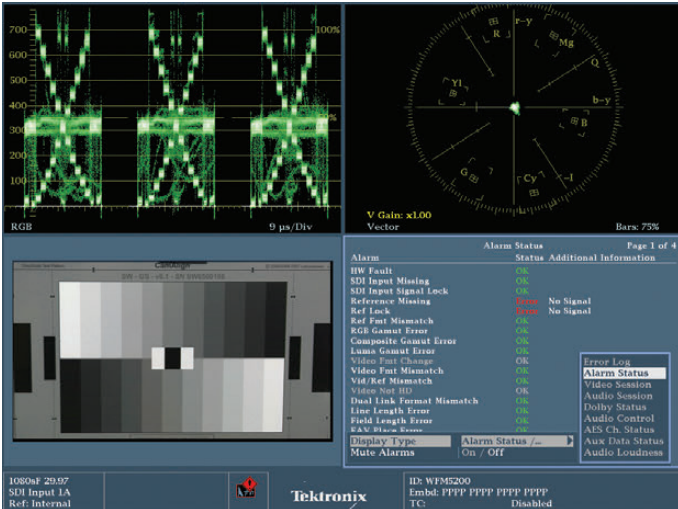 700
600
500
400
300
200
100
100%
RGB
9 µs/Div
r-y
R
Mg
Q
Yl
b-y
B
G
Cy
-I
V Gain: x1.00
Vector
Bars: 75%
CamAlign
Alarm Status
Page 1 of 4
Alarm Status Additional Information
HW Fault OK
SDI Input Missing OK
SDI Input Signal Lock OK
Reference Missing Error No Signal
Ref Lock Error No Signal
Ref Fmt Mismatch OK
RGB Gamut Error OK
Composite Gamut Error OK
Luma Gamut Error OK
Video Fmt Change OK
Video Fmt Mismatch OK
Vid/Ref Mismatch OK
Video Not HD OK
Dual Link Format Mismatch OK
Line Length Error OK
Field Length Error OK
EAV Place Error OK
Error Log
Alarm Status
Video Session
Audio Session
Dolby Status
Audio Control
AES Ch. Status
Aux Data Status
Audio Loudness
Display Type Alarm Status /...
Mute Alarms On / Off
1080sF 29.97
SDI Input 1A
Ref: Internal
Tektronix
ID: WFM5200
Embd: PPPP PPPP PPPP PPPP
TC: Disabled